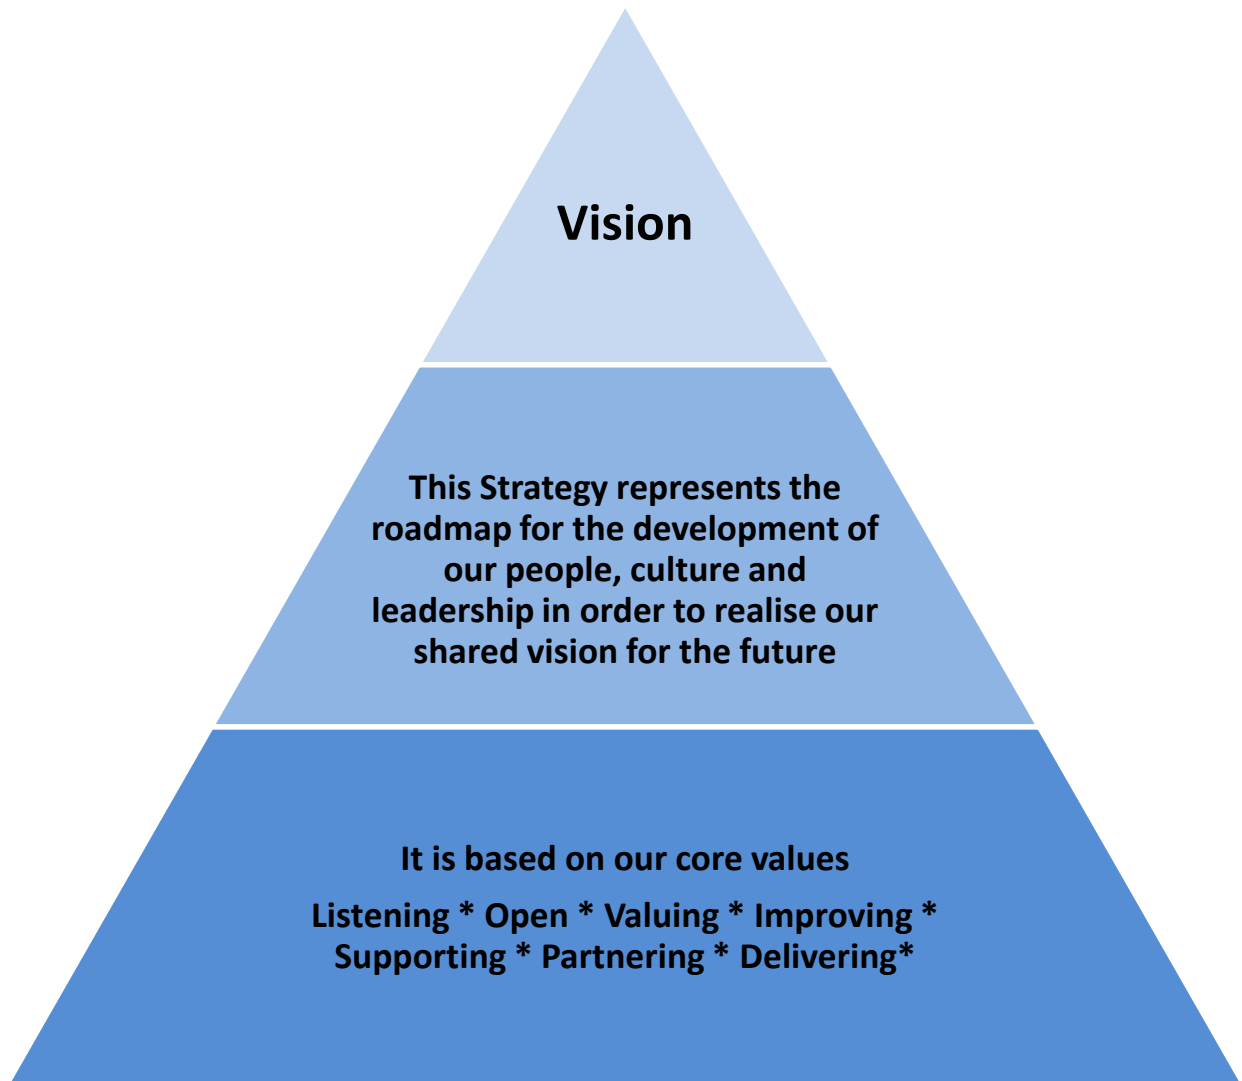 Vision
This Strategy represents the
roadmap for the development of
our people, culture and
leadership in order to realise our
shared vision for the future
It is based on our core values
Listening * Open * Valuing * Improving *
Supporting * Partnering * Delivering*